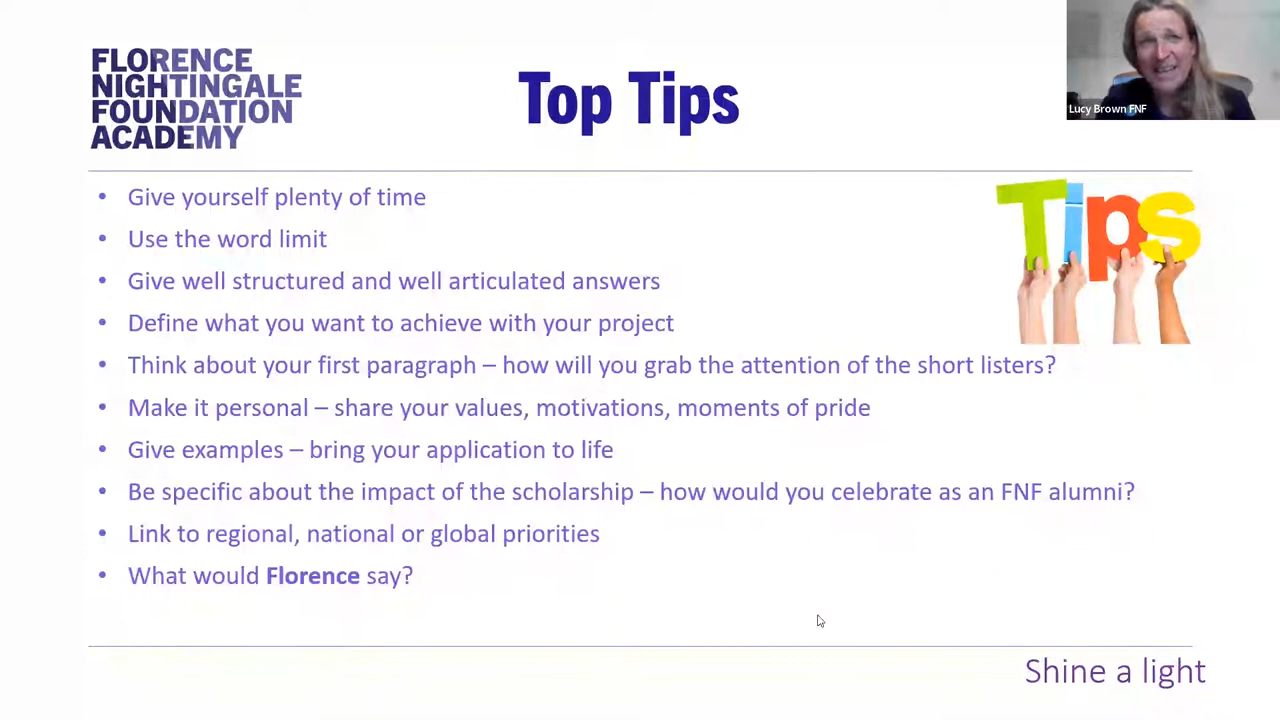 FLORENCE
NIGHTINGALE
FOUNDATION
ACADEMY
Top Tips
Lucy Brown FNF
Tips
• Give yourself plenty of time
• Use the word limit
• Give well structured and well articulated answers
• Define what you want to achieve with your project
• Think about your first paragraph – how will you grab the attention of the short listers?
• Make it personal – share your values, motivations, moments of pride
• Give examples – bring your application to life
• Be specific about the impact of the scholarship – how would you celebrate as an FNF alumni?
• Link to regional, national or global priorities
• What would Florence say?
Shine a light